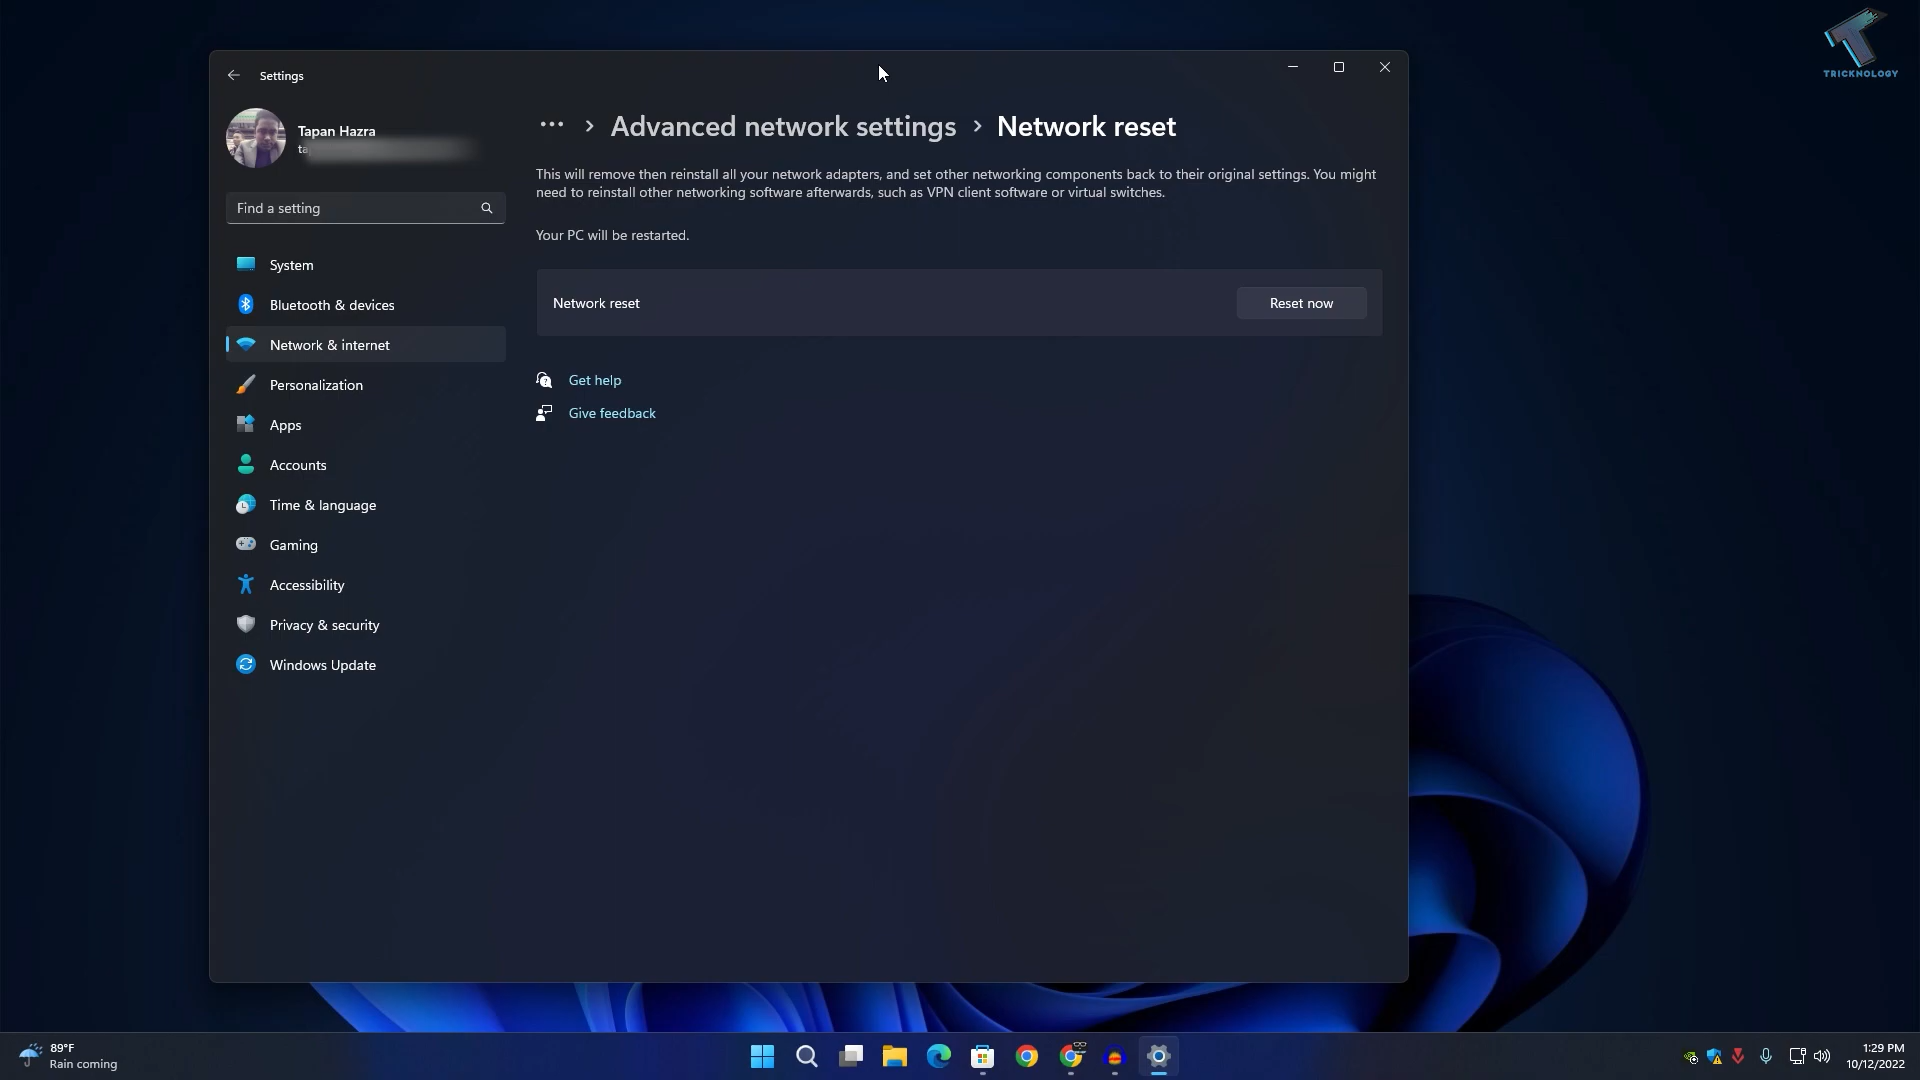 TRICKNOLOGY
Settings
Tapan Hazra
ta
Find a setting
System
Bluetooth & devices
Network & internet
Personalization
Apps
Accounts
Time & language
Gaming
Accessibility
Privacy & security
Windows Update
Advanced network settings > Network reset
This will remove then reinstall all your network adapters, and set other networking components back to their original settings. You might
need to reinstall other networking software afterwards, such as VPN client software or virtual switches.
Your PC will be restarted.
Network reset
Reset now
Get help
Give feedback
89°F
Rain coming
1:29 PM
10/12/2022